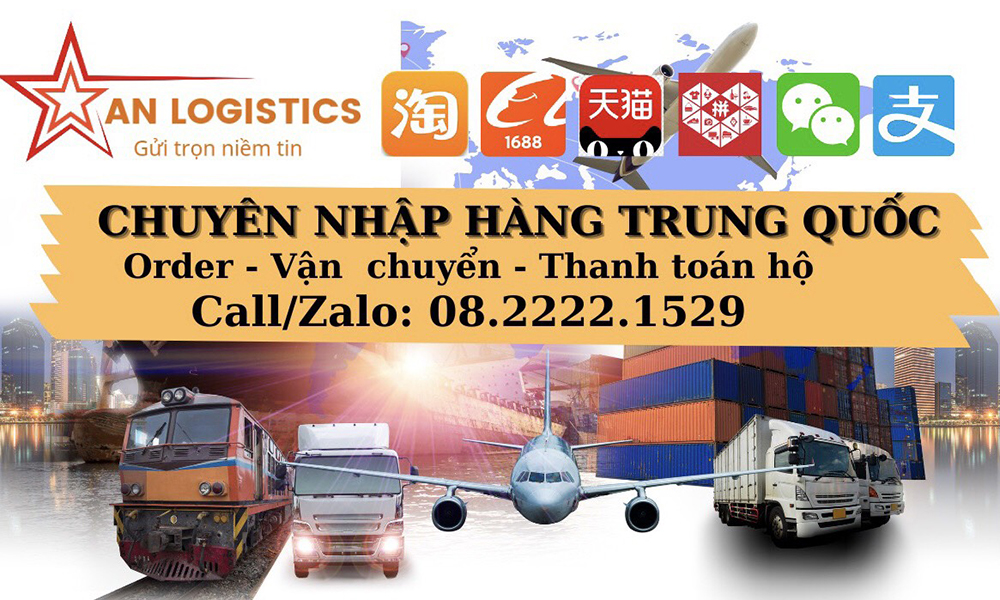 AN LOGISTICS
Gửi trọn niềm tin
淘
1688
天猫
拼
支
CHUYÊN NHẬP HÀNG TRUNG QUỐC
Order - Vận chuyển - Thanh toán hộ
Call/Zalo: 08.2222.1529